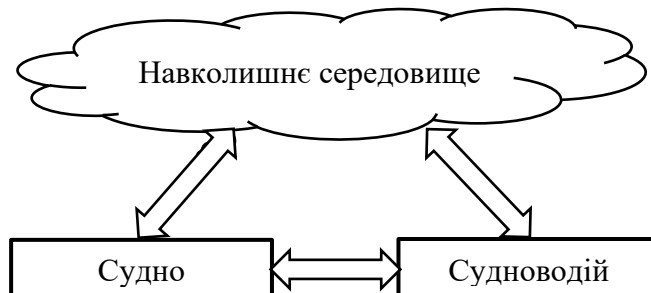 Навколишнє середовище
Судно
Судноводій